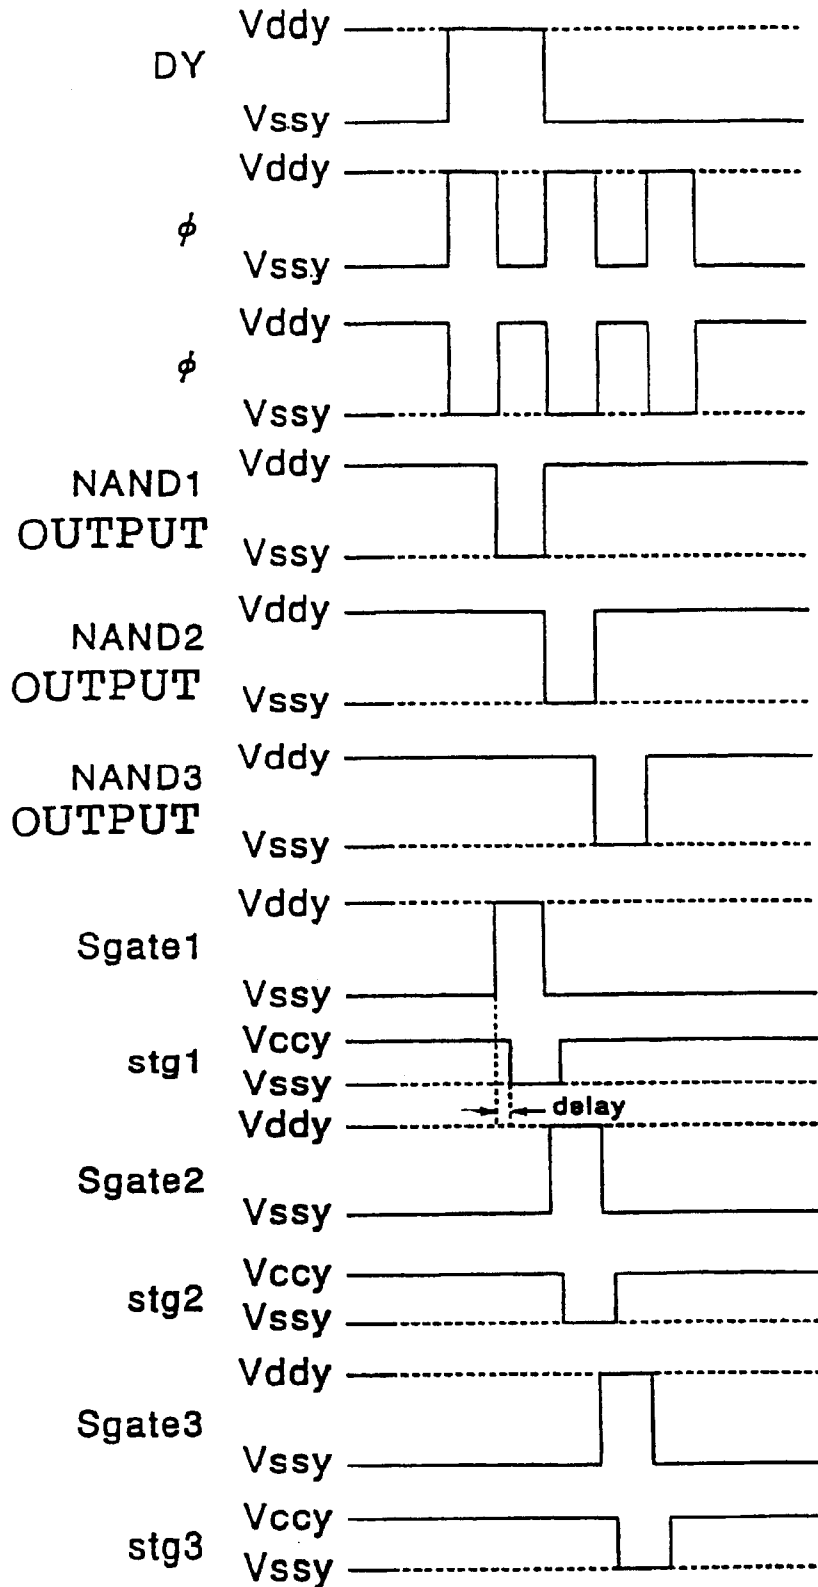 Vddy
DY
Vssy
Vddy
ϕ
Vssy
Vddy
ϕ
Vssy
Vddy
NAND1
OUTPUT
Vssy
Vddy
NAND2
OUTPUT
Vssy
Vddy
NAND3
OUTPUT
Vssy
Vddy
Sgate1
Vssy
Vccy
stg1
Vssy
delay
Vddy
Sgate2
Vssy
Vccy
stg2
Vssy
Vddy
Sgate3
Vssy
Vccy
stg3
Vssy